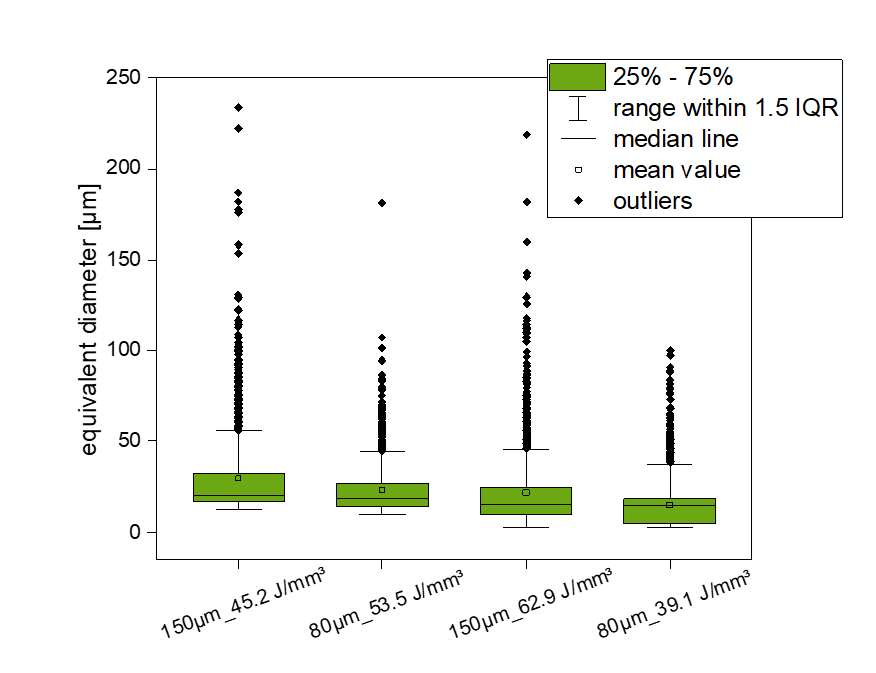 250
200
150
100
50
0
equivalent diameter [µm]
25% - 75%
range within 1.5 IQR
median line
mean value
outliers
150µm_45.2 J/mm³
80µm_53.5 J/mm³
150µm_62.9 J/mm³
80µm_39.1 J/mm³